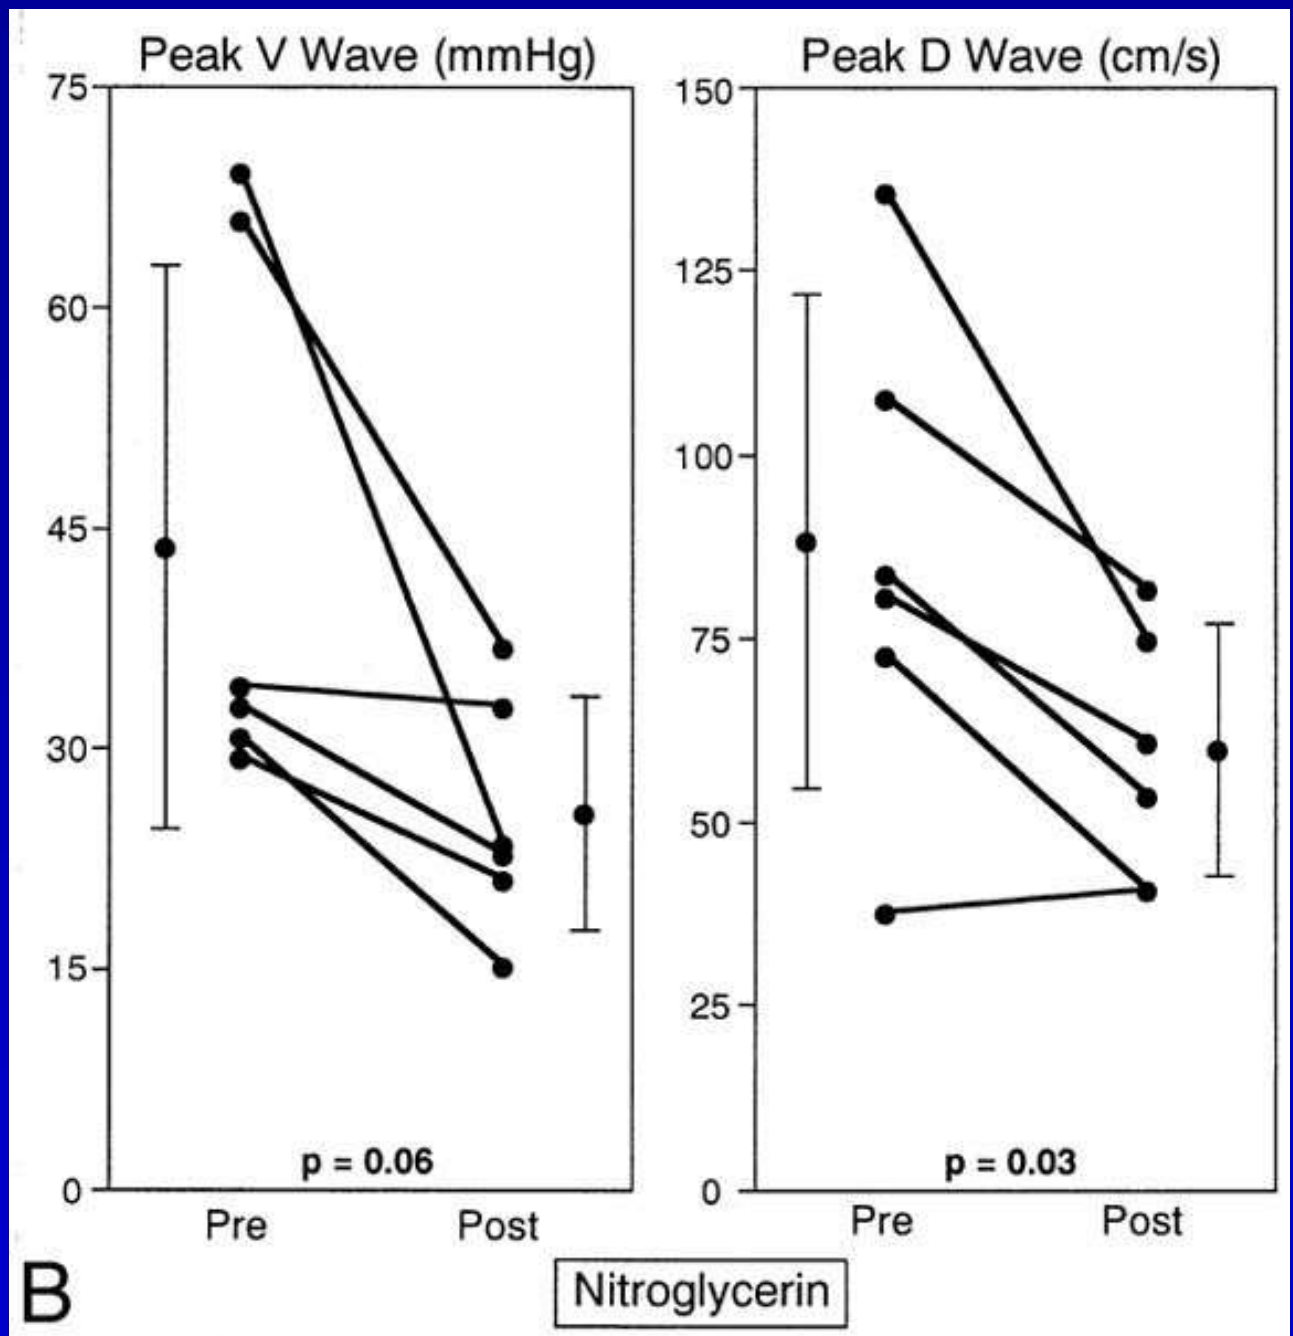 Peak V Wave (mmHg)
75
60
45
30
15
0
p = 0.06
Pre Post
Peak D Wave (cm/s)
150
125
100
75
50
25
0
p = 0.03
Pre Post
B
Nitroglycerin